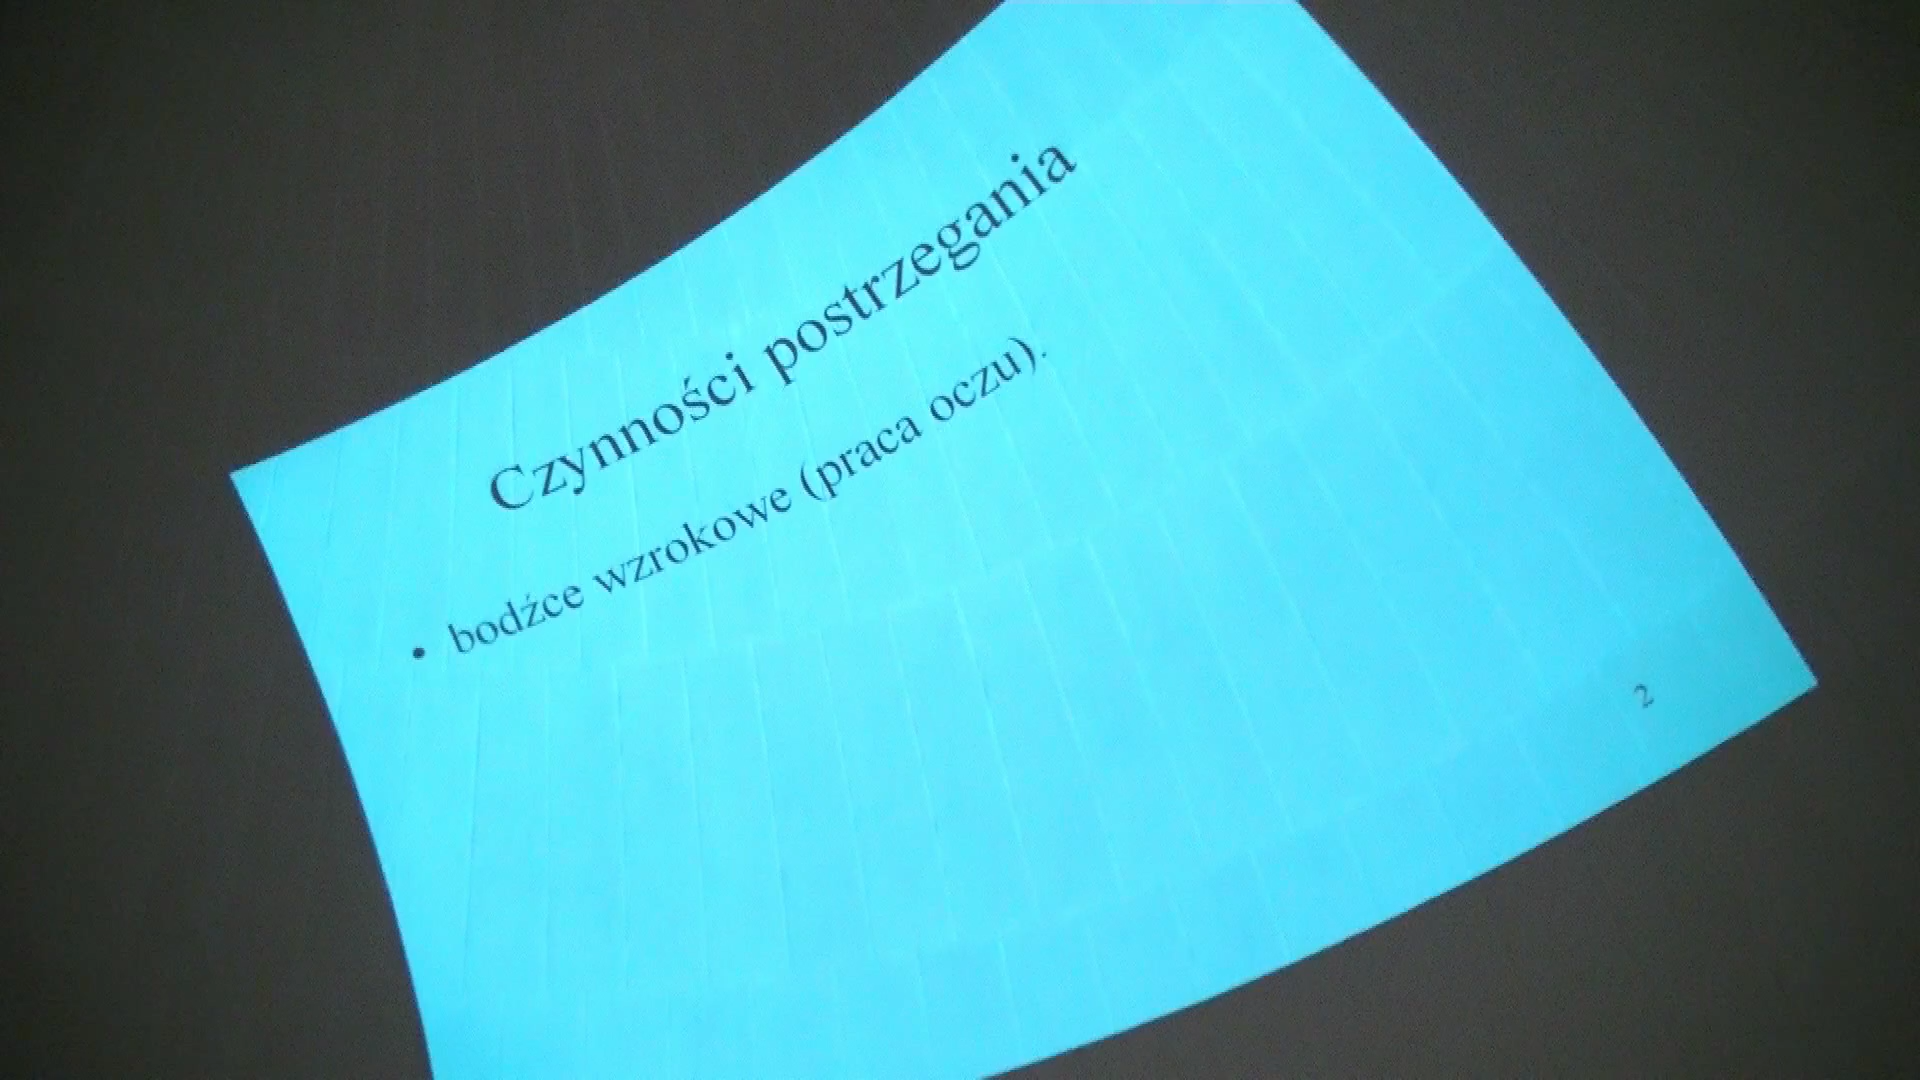 Czynności postrzegania
• bodźce wzrokowe (praca oczu).
2